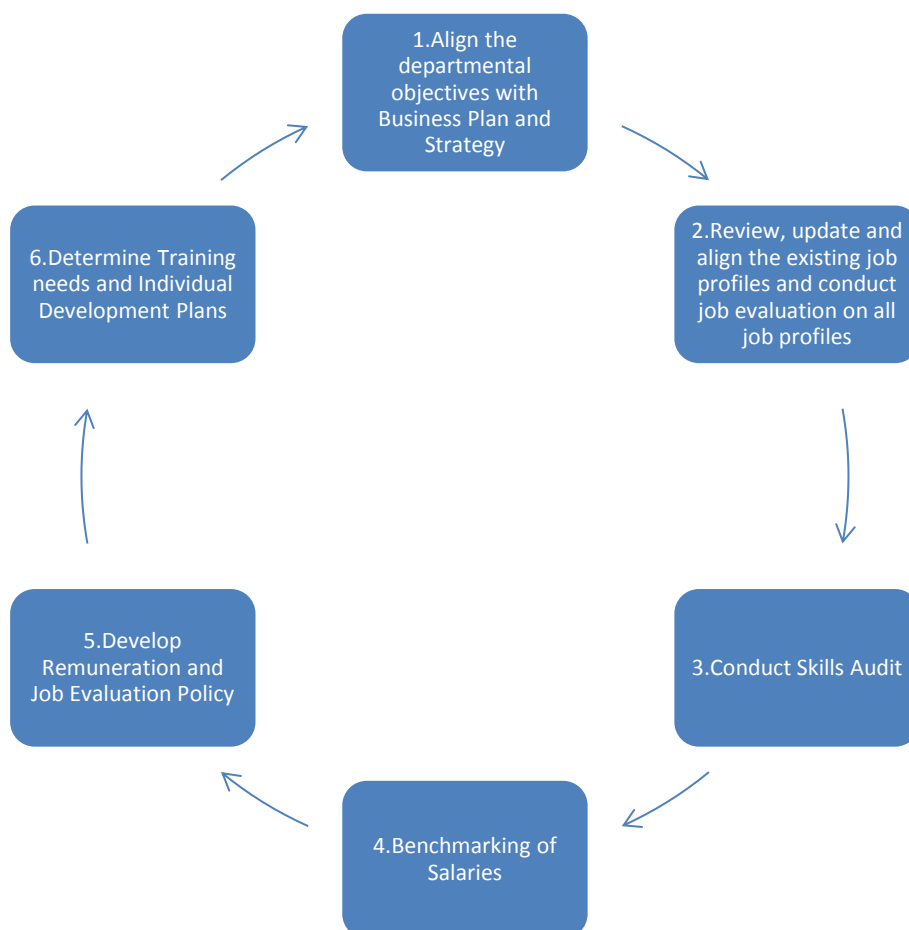 1.Align the
departmental
objectives with
Business Plan and
Strategy
2.Review, update and
align the existing job
profiles and conduct
job evaluation on all
job profiles
3.Conduct Skills Audit
4.Benchmarking of
Salaries
5.Develop
Remuneration and
Job Evaluation Policy
6.Determine Training
needs and Individual
Development Plans